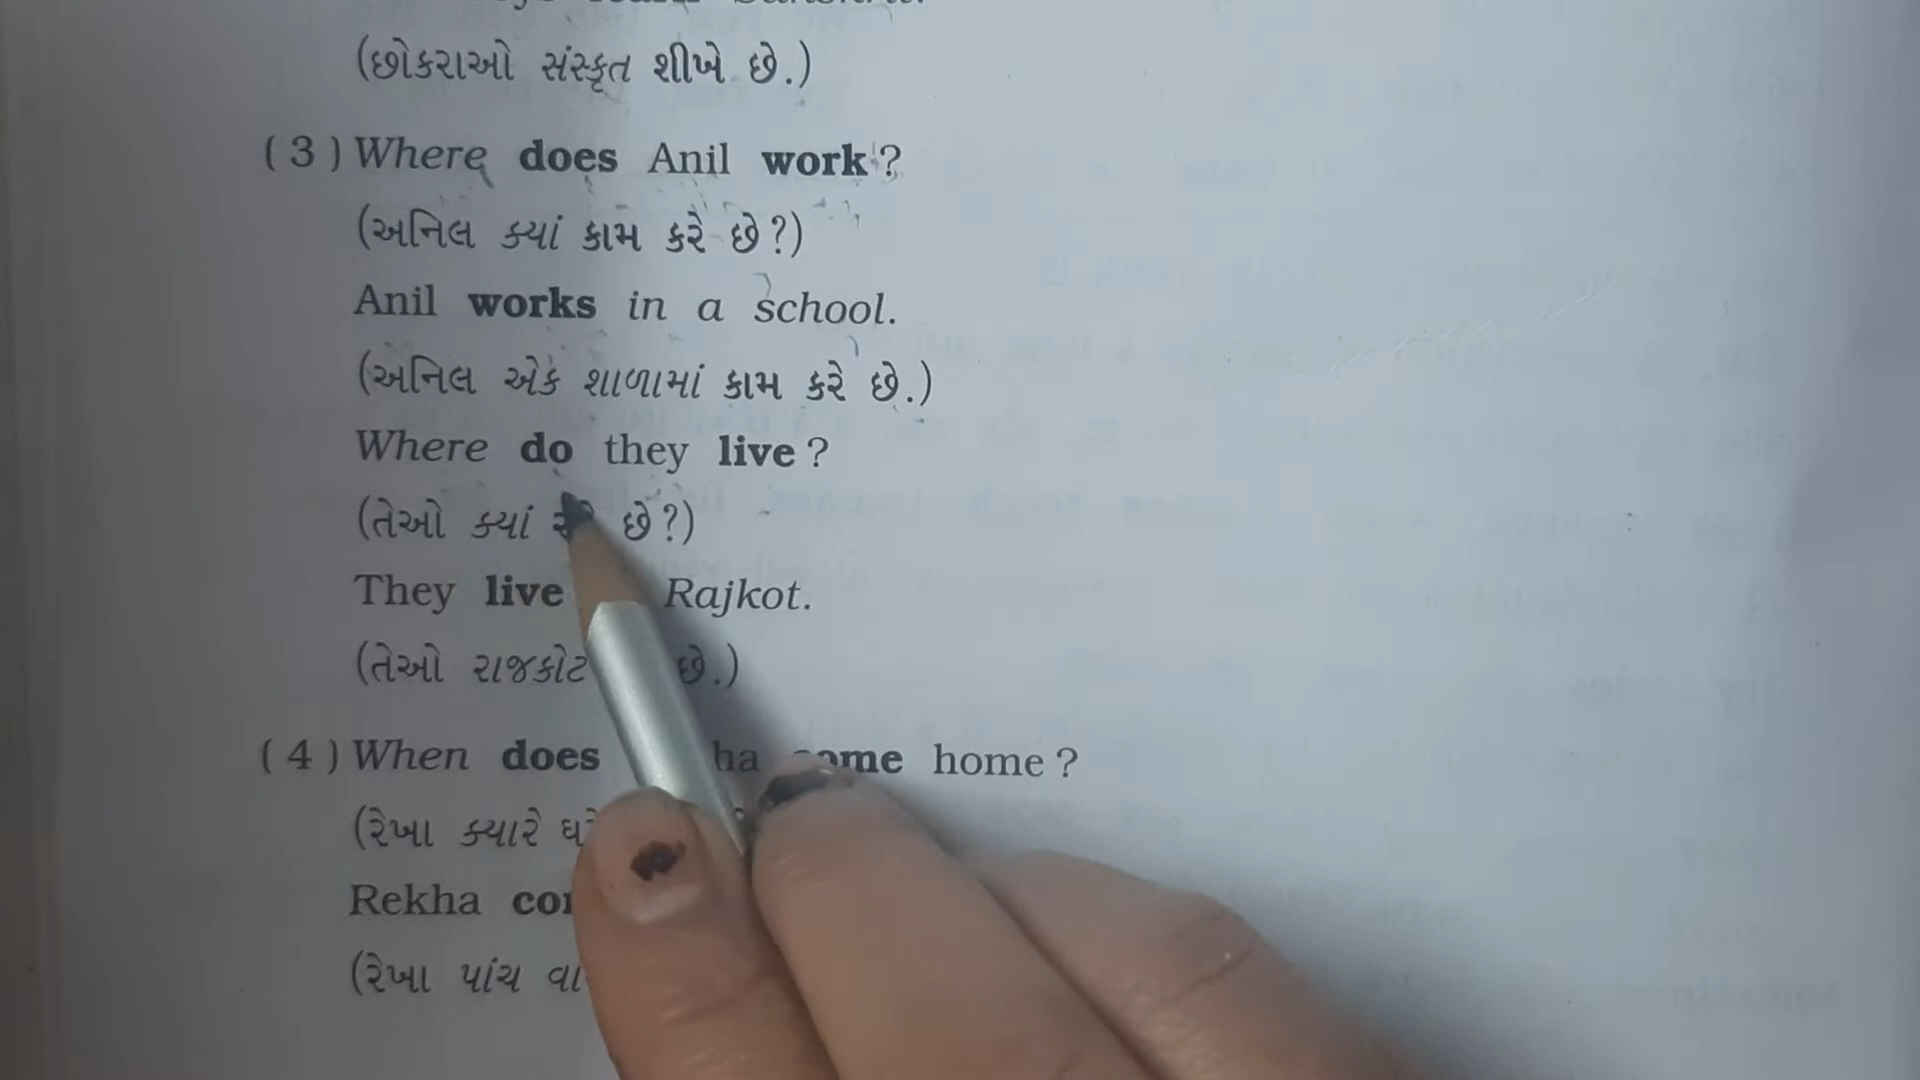 (છોકરાઓ સંસ્કૃત શીખે છે.)
(3) Where does Anil work?
(અનિલ ક્યાં કામ કરે છે?)
Anil works in a school.
(અનિલ એક શાળામાં કામ કરે છે.)
Where do they live?
(તેઓ ક્યાં છે?)
They live Rajkot.
(તેઓ રાજકોટ છે.)
(4) When does home?
(રેખા ક્યારે
Rekha
(રેખા પાંચ